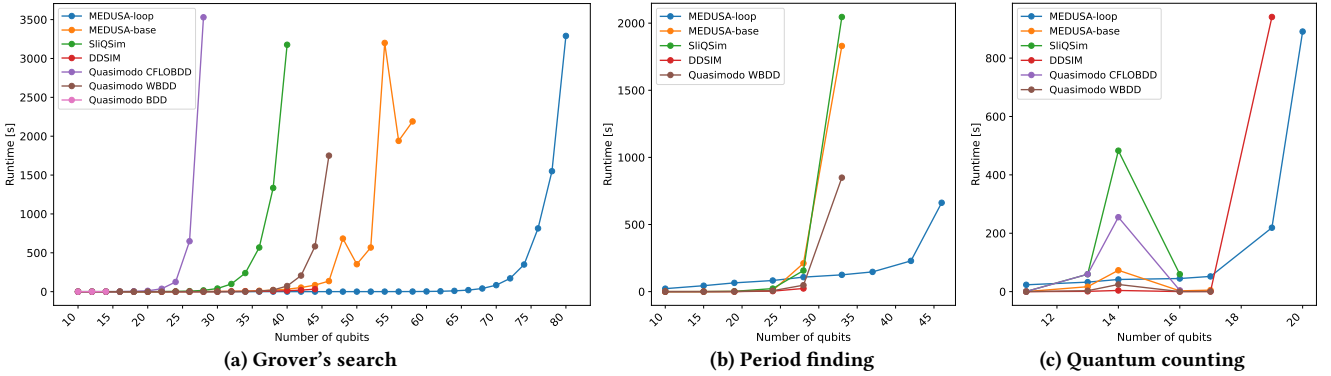 MEDUSA-loop
MEDUSA-base
SliQSim
DDSIM
Quasimodo CFLOBDD
Quasimodo WBDD
Quasimodo BDD
3500
3000
2500
2000
1500
1000
500
0
Runtime [s]
10 15 20 25 30 35 40 45 50 55 60 65 70 75 80
Number of qubits
(a) Grover's search
MEDUSA-loop
MEDUSA-base
SliQSim
DDSIM
Quasimodo WBDD
2000
1500
1000
500
0
Runtime [s]
10 15 20 25 30 35 40 45
Number of qubits
(b) Period finding
MEDUSA-loop
MEDUSA-base
SliQSim
DDSIM
Quasimodo CFLOBDD
Quasimodo WBDD
800
600
400
200
0
Runtime [s]
12 14 16 18 20
Number of qubits
(c) Quantum counting